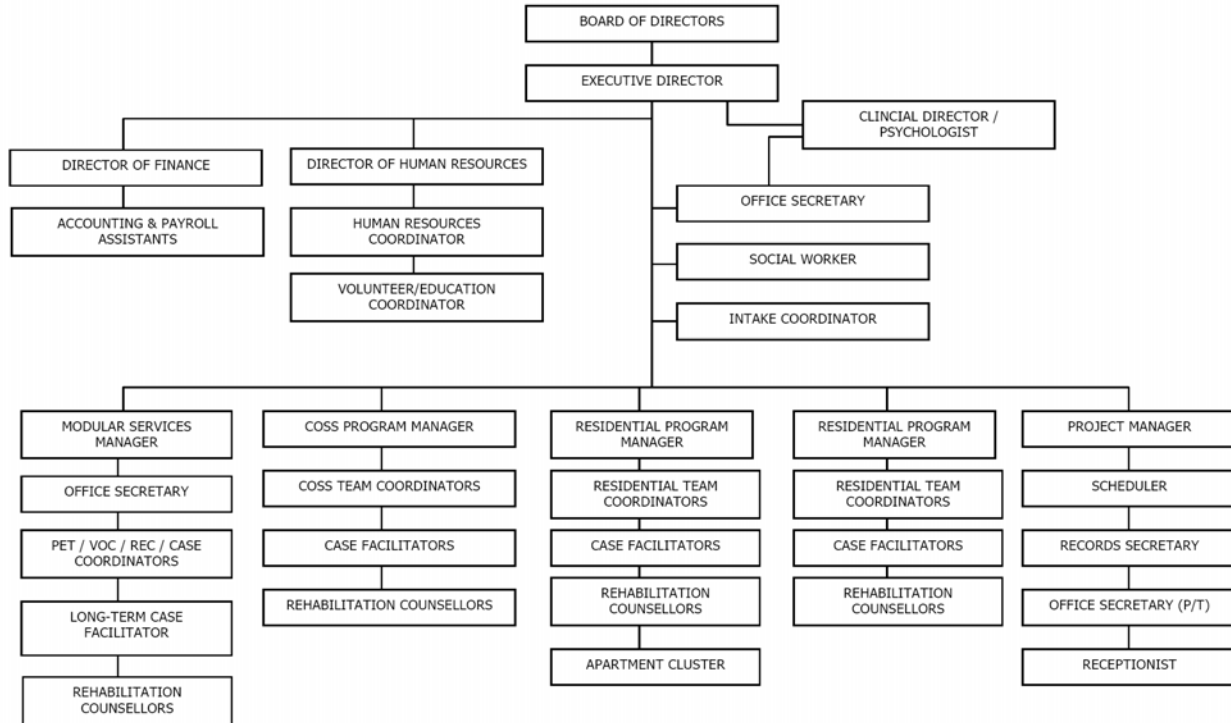 BOARD OF DIRECTORS
EXECUTIVE DIRECTOR
CLINCIAL DIRECTOR /
PSYCHOLOGIST
DIRECTOR OF FINANCE
DIRECTOR OF HUMAN RESOURCES
OFFICE SECRETARY
ACCOUNTING & PAYROLL
ASSISTANTS
HUMAN RESOURCES
COORDINATOR
SOCIAL WORKER
VOLUNTEER/EDUCATION
COORDINATOR
INTAKE COORDINATOR
MODULAR SERVICES
MANAGER
OFFICE SECRETARY
PET / VOC / REC / CASE
COORDINATORS
LONG-TERM CASE
FACILITATOR
REHABILITATION
COUNSELLORS
COSS PROGRAM MANAGER
COSS TEAM COORDINATORS
CASE FACILITATORS
REHABILITATION COUNSELLORS
RESIDENTIAL PROGRAM
MANAGER
RESIDENTIAL TEAM
COORDINATORS
CASE FACILITATORS
REHABILITATION
COUNSELLORS
APARTMENT CLUSTER
RESIDENTIAL PROGRAM
MANAGER
RESIDENTIAL TEAM
COORDINATORS
CASE FACILITATORS
REHABILITATION
COUNSELLORS
PROJECT MANAGER
SCHEDULER
RECORDS SECRETARY
OFFICE SECRETARY (P/T)
RECEPTIONIST